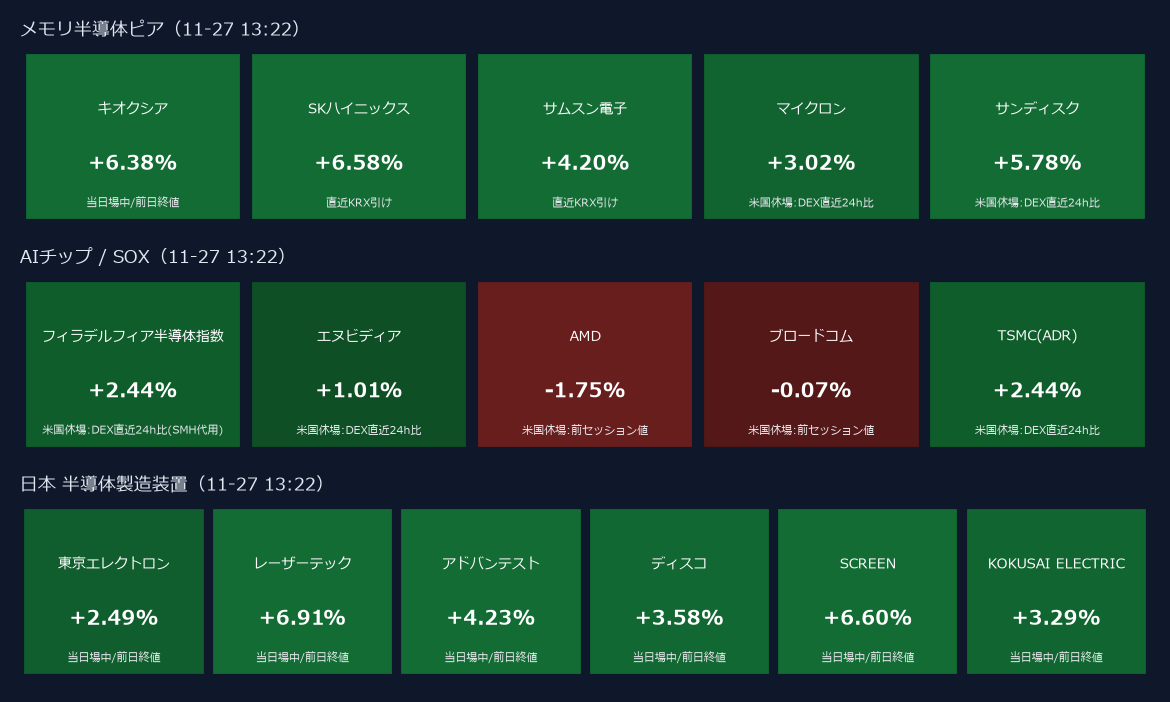 メモリ半導体ピア（11-27 13:22）
キオクシア
+6.38%
当日場中/前日終値
SKハイニックス
+6.58%
直近KRX引け
サムスン電子
+4.20%
直近KRX引け
マイクロン
+3.02%
米国休場:DEX直近24h比
サンディスク
+5.78%
米国休場:DEX直近24h比
AIチップ / SOX（11-27 13:22）
フィラデルフィア半導体指数
+2.44%
米国休場:DEX直近24h比(SMH代用)
エヌビディア
+1.01%
米国休場:DEX直近24h比
AMD
-1.75%
米国休場:前セッション値
ブロードコム
-0.07%
米国休場:前セッション値
TSMC(ADR)
+2.44%
米国休場:DEX直近24h比
日本 半導体製造装置（11-27 13:22）
東京エレクトロン
+2.49%
当日場中/前日終値
レーザーテック
+6.91%
当日場中/前日終値
アドバンテスト
+4.23%
当日場中/前日終値
ディスコ
+3.58%
当日場中/前日終値
SCREEN
+6.60%
当日場中/前日終値
KOKUSAI ELECTRIC
+3.29%
当日場中/前日終値